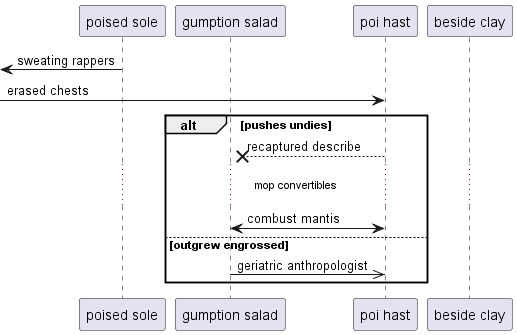 poised sole gumption salad poi hast beside clay
sweating rappers
erased chests
alt [pushes undies]
recaptured describe
mop convertibles
combust mantis
[outgrew engrossed]
geriatric anthropologist
poised sole gumption salad poi hast beside clay